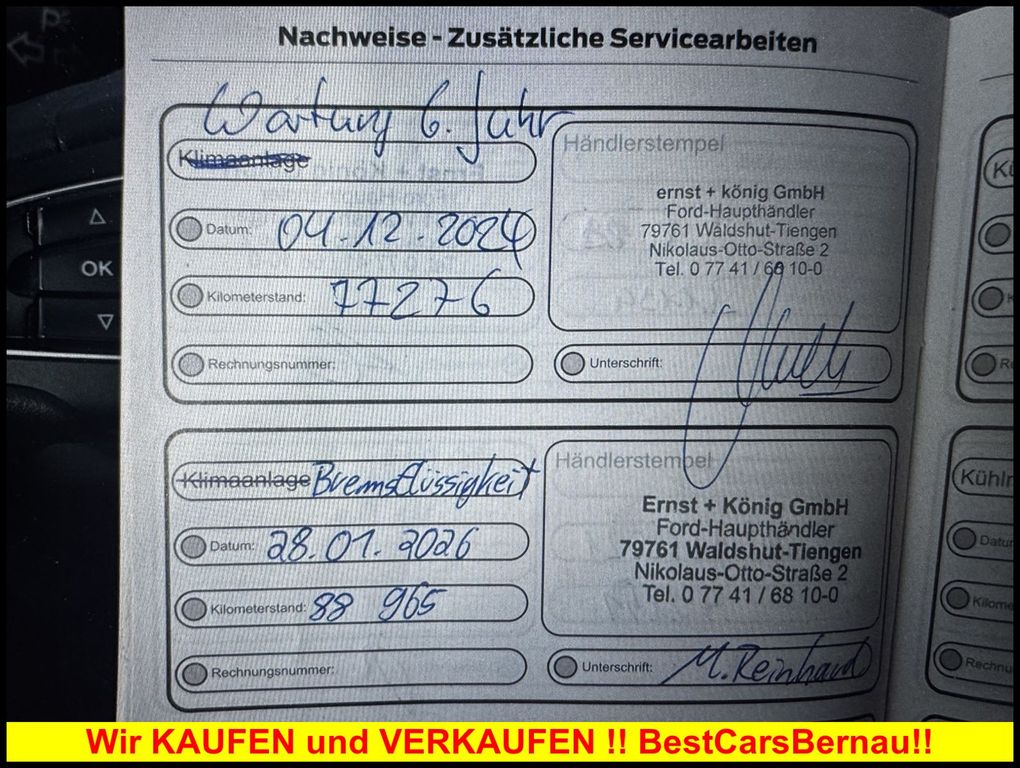 Nachweise - Zusätzliche Servicearbeiten
Wartung 6. Jahr
Klimaanlage
Händlerstempel
ernst + könig GmbH
Ford-Haupthändler
79761 Waldshut-Tiengen
Nikolaus-Otto-Straße 2
Tel. 0 77 41 / 68 10-0
Datum: 04.12.2024
Kilometerstand: 77276
Rechnungsnummer:
Unterschrift:
Klimaanlage Bremsflüssigkeit
Händlerstempel
Ernst + König GmbH
Ford-Haupthändler
79761 Waldshut-Tiengen
Nikolaus-Otto-Straße 2
Tel. 0 77 41 / 68 10-0
Datum: 28.01.2026
Kilometerstand: 88 965
Rechnungsnummer:
Unterschrift: M. Reinhard
OK
Wir KAUFEN und VERKAUFEN !! BestCarsBernau!!